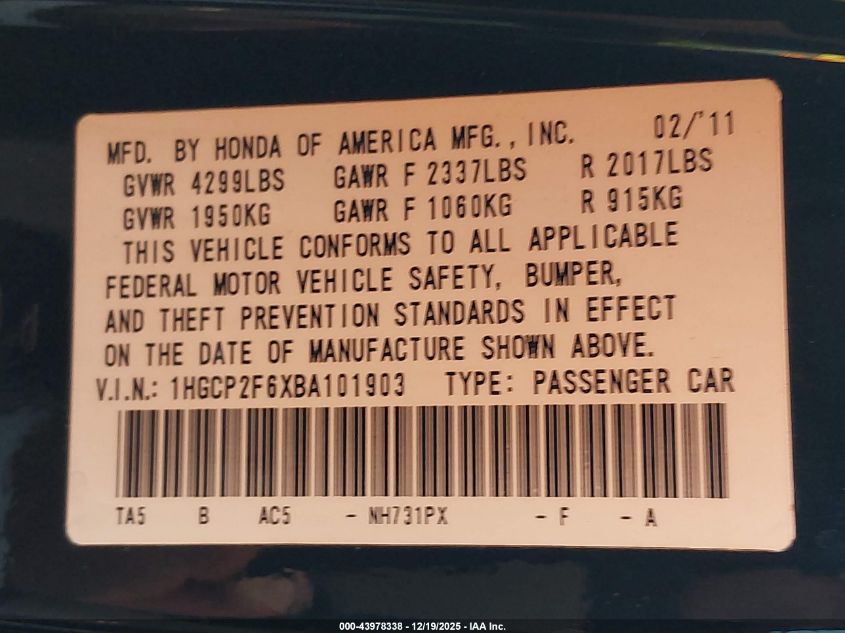 MFD. BY HONDA OF AMERICA MFG., INC. 02/'11
GVWR 4299LBS GAWR F 2337LBS R 2017LBS
GVWR 1950KG GAWR F 1060KG R 915KG
THIS VEHICLE CONFORMS TO ALL APPLICABLE
FEDERAL MOTOR VEHICLE SAFETY, BUMPER,
AND THEFT PREVENTION STANDARDS IN EFFECT
ON THE DATE OF MANUFACTURE SHOWN ABOVE.
V.I.N.: 1HGCP2F6XBA101903 TYPE: PASSENGER CAR
TA5 B AC5 - NH731PX - F - A
000-43978338 - 12/19/2025 - IAA Inc.